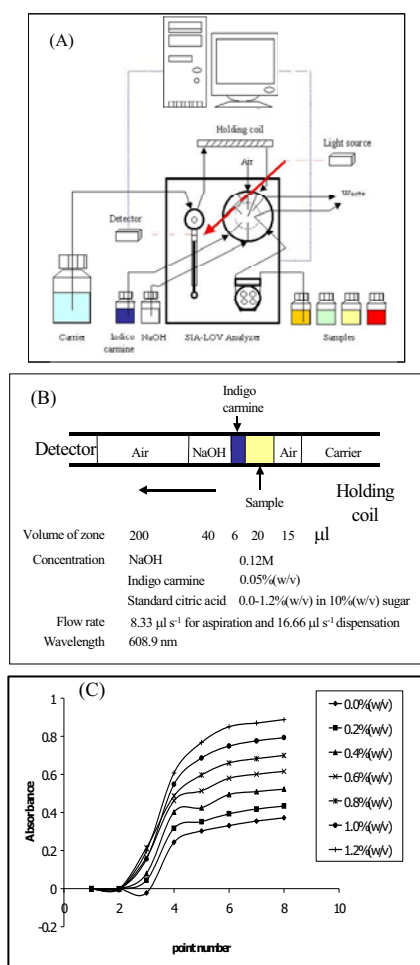 (A)
Holding coil
Light source
Air
Waste
Detector
Carrier
Indico
carmine
NaOH
SIA-LOV Analyzer
Samples
(B)
Indigo
carmine
Detector
Air
NaOH
Air
Carrier
Sample
Holding
coil
Volume of zone 200 40 6 20 15 µl
Concentration NaOH 0.12M
Indigo carmine 0.05%(w/v)
Standard citric acid 0.0-1.2%(w/v) in 10%(w/v) sugar
Flow rate 8.33 µl s-1 for aspiration and 16.66 µl s-1 dispensation
Wavelength 608.9 nm
(C)
1
0.8
0.6
0.4
0.2
0
Absorbance
0 2 4 6 8 10
point number
0.0%(w/v)
0.2%(w/v)
0.4%(w/v)
0.6%(w/v)
0.8%(w/v)
1.0%(w/v)
1.2%(w/v)